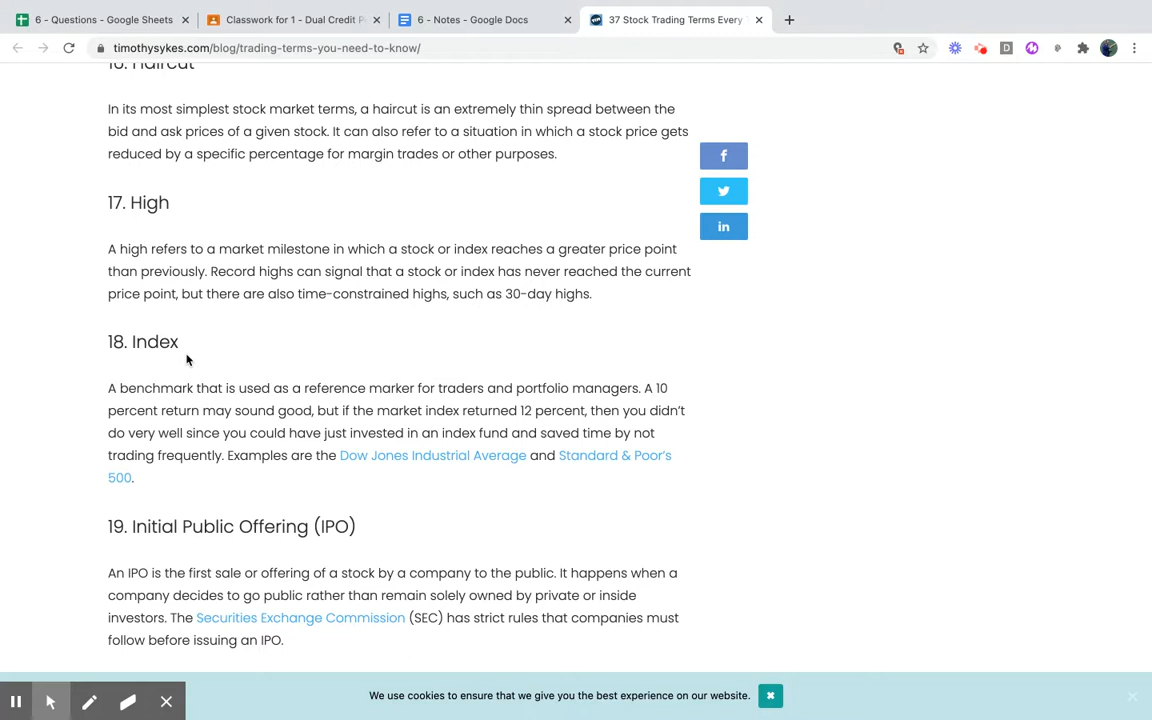 6 - Questions - Google Sheets
Classwork for 1 - Dual Credit P
6 - Notes - Google Docs
37 Stock Trading Terms Every
timothysykes.com/blog/trading-terms-you-need-to-know/
16. Haircut
In its most simplest stock market terms, a haircut is an extremely thin spread between the
bid and ask prices of a given stock. It can also refer to a situation in which a stock price gets
reduced by a specific percentage for margin trades or other purposes.
f
in
17. High
A high refers to a market milestone in which a stock or index reaches a greater price point
than previously. Record highs can signal that a stock or index has never reached the current
price point, but there are also time-constrained highs, such as 30-day highs.
18. Index
A benchmark that is used as a reference marker for traders and portfolio managers. A 10
percent return may sound good, but if the market index returned 12 percent, then you didn't
do very well since you could have just invested in an index fund and saved time by not
trading frequently. Examples are the Dow Jones Industrial Average and Standard & Poor's
500.
19. Initial Public Offering (IPO)
An IPO is the first sale or offering of a stock by a company to the public. It happens when a
company decides to go public rather than remain solely owned by private or inside
investors. The Securities Exchange Commission (SEC) has strict rules that companies must
follow before issuing an IPO.
We use cookies to ensure that we give you the best experience on our website.